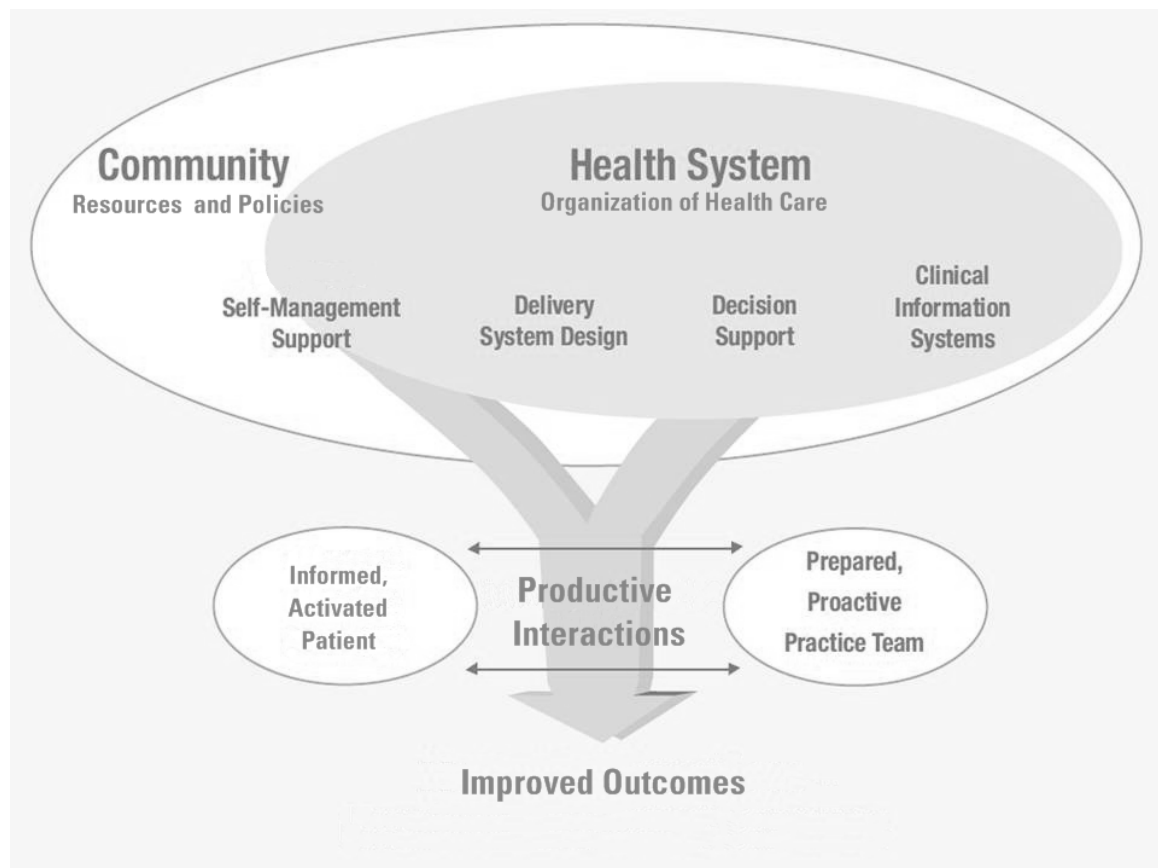 Community
Resources and Policies
Health System
Organization of Health Care
Self-Management
Support
Delivery
System Design
Decision
Support
Clinical
Information
Systems
Informed,
Activated
Patient
Productive
Interactions
Prepared,
Proactive
Practice Team
Improved Outcomes